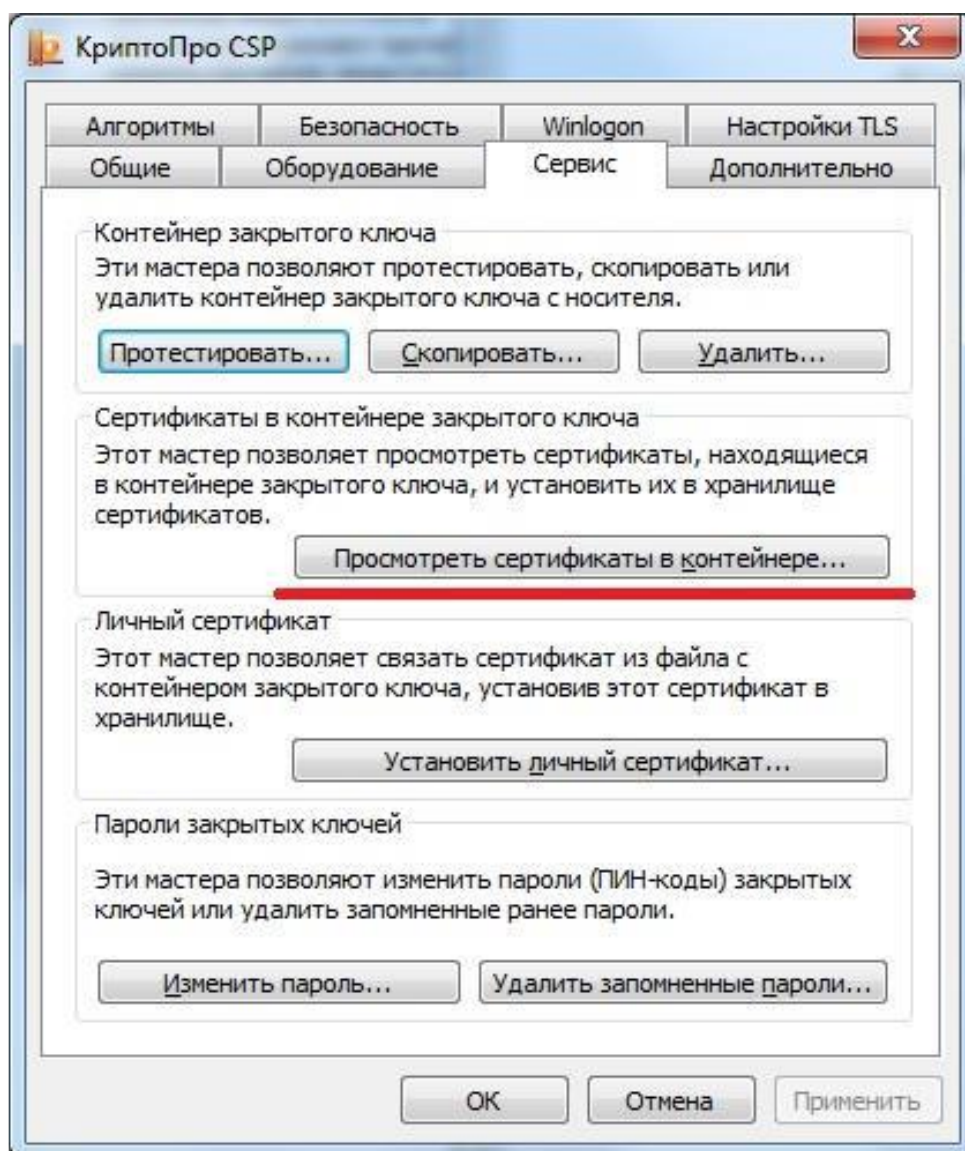 КриптоПро CSP
Алгоритмы Безопасность Winlogon Настройки TLS
Общие Оборудование Сервис Дополнительно
Контейнер закрытого ключа
Эти мастера позволяют протестировать, скопировать или
удалить контейнер закрытого ключа с носителя.
Протестировать... Скопировать... Удалить...
Сертификаты в контейнере закрытого ключа
Этот мастер позволяет просмотреть сертификаты, находящиеся
в контейнере закрытого ключа, и установить их в хранилище
сертификатов.
Просмотреть сертификаты в контейнере...
Личный сертификат
Этот мастер позволяет связать сертификат из файла с
контейнером закрытого ключа, установив этот сертификат в
хранилище.
Установить личный сертификат...
Пароли закрытых ключей
Эти мастера позволяют изменить пароли (ПИН-коды) закрытых
ключей или удалить запомненные ранее пароли.
Изменить пароль... Удалить запомненные пароли...
ОК Отмена Применить